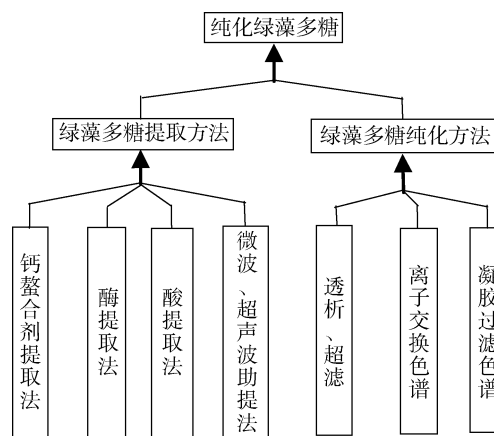 纯化绿藻多糖
绿藻多糖提取方法
绿藻多糖纯化方法
钙螯合剂提取法
酶提取法
酸提取法
微波、超声波助提法
透析、超滤
离子交换色谱
凝胶过滤色谱